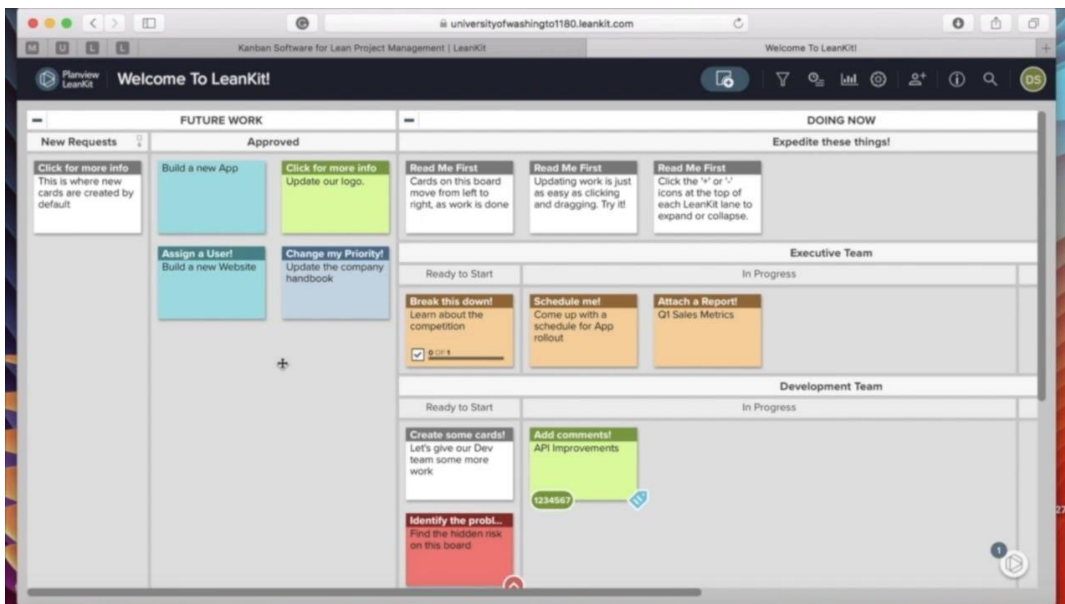 universityofwashingto1180.leankit.com
M U L L
Kanban Software for Lean Project Management | LeanKit
Welcome To LeanKit!
+
Planview
LeanKit
Welcome To LeanKit!
DS
FUTURE WORK
DOING NOW
New Requests
Approved
Expedite these things!
Click for more info
This is where new
cards are created by
default
Build a new App
Click for more info
Update our logo.
Read Me First
Cards on this board
move from left to
right, as work is done
Read Me First
Updating work is just
as easy as clicking
and dragging. Try it!
Read Me First
Click the '+' or '-'
icons at the top of
each LeanKit lane to
expand or collapse.
Assign a User!
Build a new Website
Change my Priority!
Update the company
handbook
Executive Team
Ready to Start
In Progress
Break this down!
Learn about the
competition
0 OF 1
Schedule me!
Come up with a
schedule for App
rollout
Attach a Report!
Q1 Sales Metrics
Development Team
Ready to Start
In Progress
Create some cards!
Let's give our Dev
team some more
work
Add comments!
API Improvements
1234567
Identify the probl...
Find the hidden risk
on this board
27
1